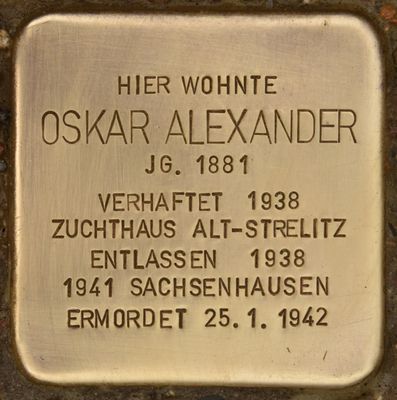 HIER WOHNTE
OSKAR ALEXANDER
JG. 1881
VERHAFTET 1938
ZUCHTHAUS ALT-STRELITZ
ENTLASSEN 1938
1941 SACHSENHAUSEN
ERMORDET 25.1.1942